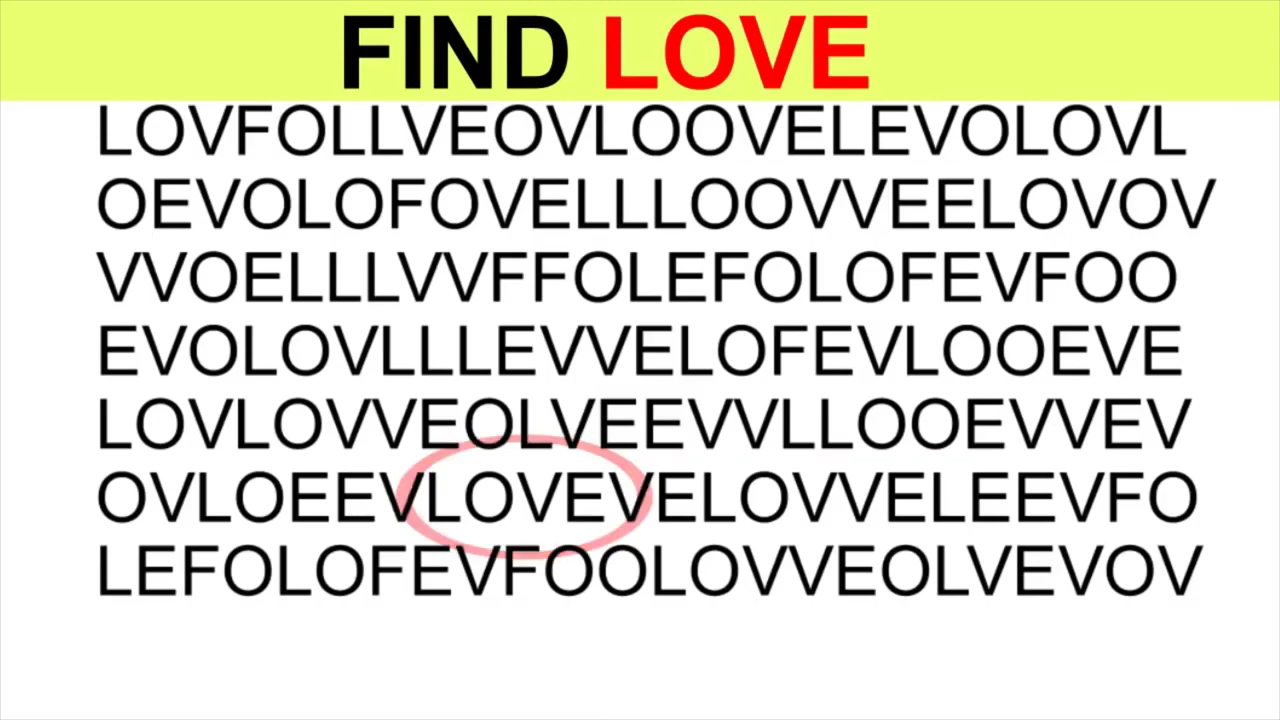 FIND LOVE
LOVFOLLVEOVLOOVELEVOLOVL
OEVOLOFOVELLLOOVVEELOVOV
VVOELLLVVFFOLEFOLOFEVFOO
EVOLOVLLLEVVELOFEVLOOEVE
LOVLOVVEOLVEEVVLLOOEVVEV
OVLOEEVLOVEVELOVVELEEVFO
LEFOLOFEVFOOLOVVEOLVEVOV